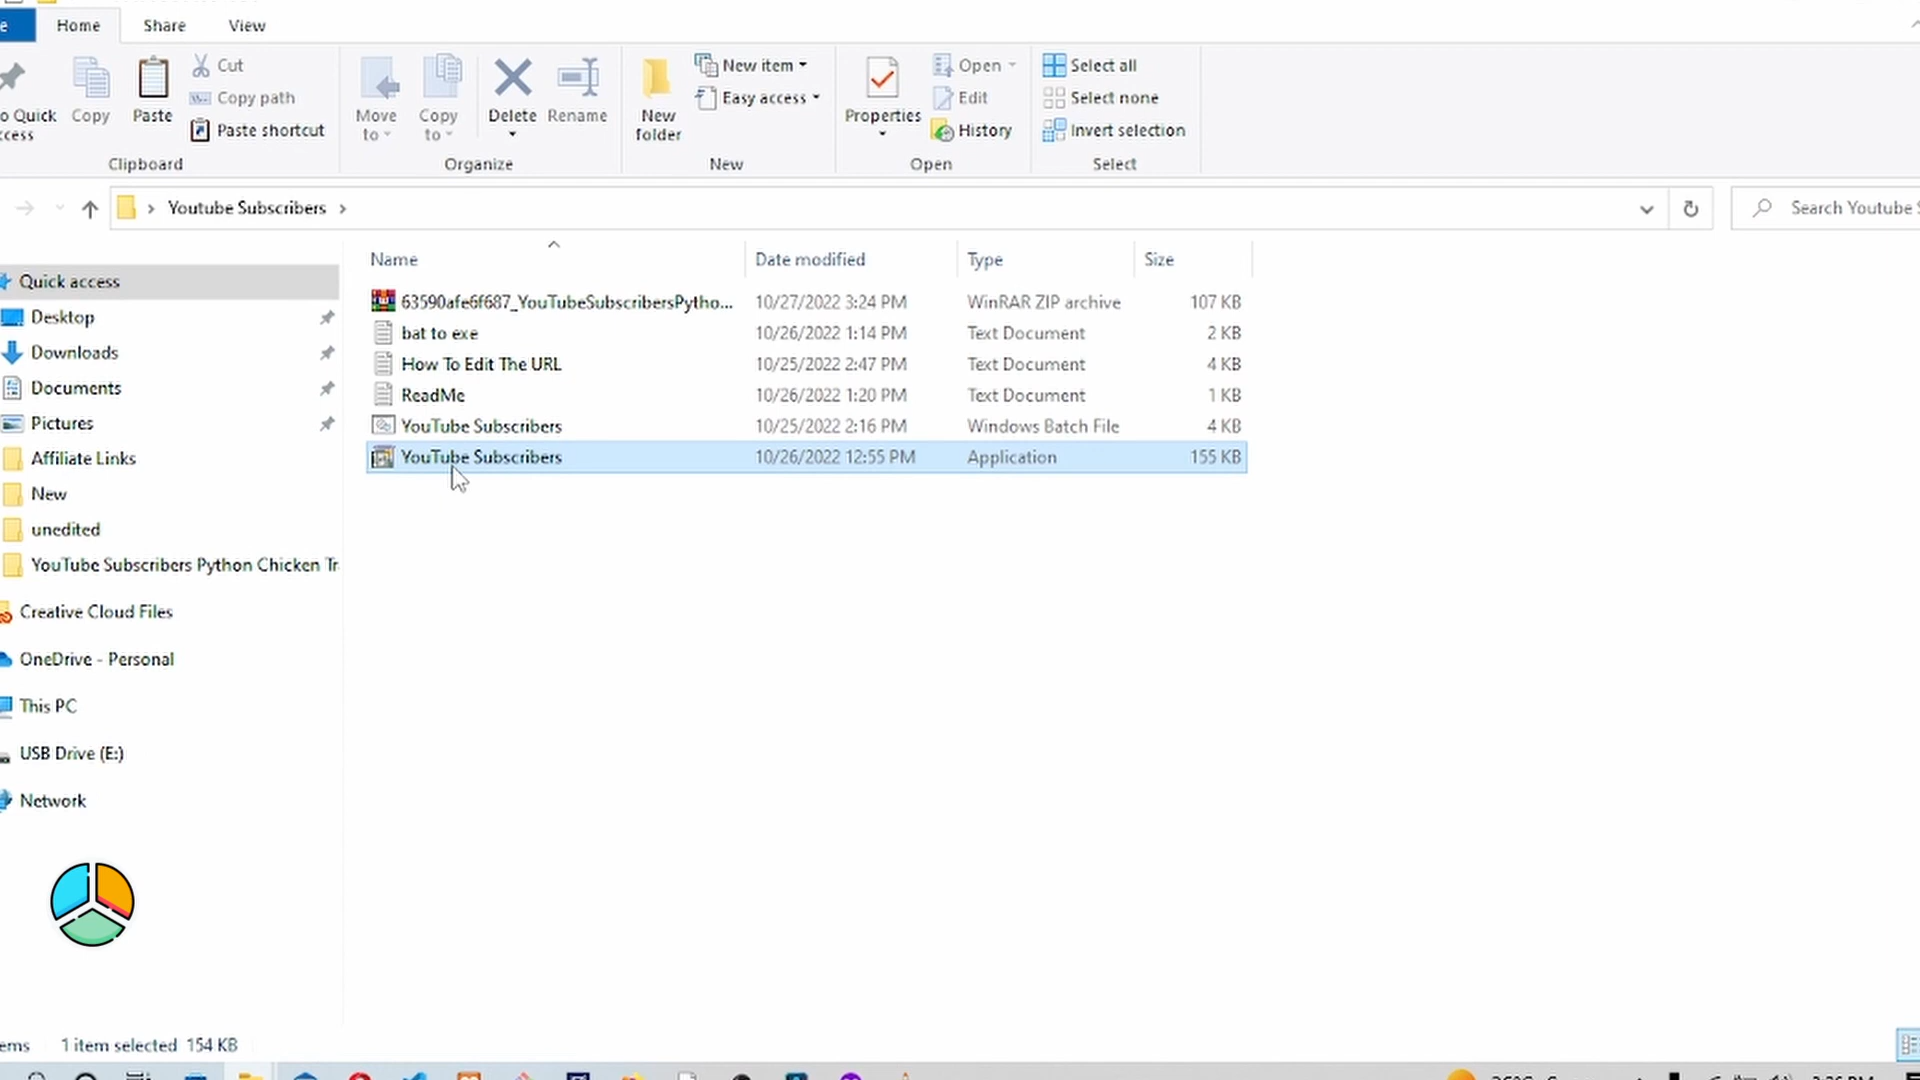 Home Share View
Copy
Paste
Cut
Copy path
Paste shortcut
Clipboard
Move to
Copy to
Delete
Rename
Organize
New folder
New item
Easy access
New
Properties
Open
Edit
History
Open
Select all
Select none
Invert selection
Select
Youtube Subscribers
Search Youtube
Name Date modified Type Size
63590afe6f687_YouTubeSubscribersPytho... 10/27/2022 3:24 PM WinRAR ZIP archive 107 KB
bat to exe 10/26/2022 1:14 PM Text Document 2 KB
How To Edit The URL 10/25/2022 2:47 PM Text Document 4 KB
ReadMe 10/26/2022 1:20 PM Text Document 1 KB
YouTube Subscribers 10/25/2022 2:16 PM Windows Batch File 4 KB
YouTube Subscribers 10/26/2022 12:55 PM Application 155 KB
Quick access
Desktop
Downloads
Documents
Pictures
Affiliate Links
New
unedited
YouTube Subscribers Python Chicken Tr
Creative Cloud Files
OneDrive - Personal
This PC
USB Drive (E:)
Network
ems 1 item selected 154 KB